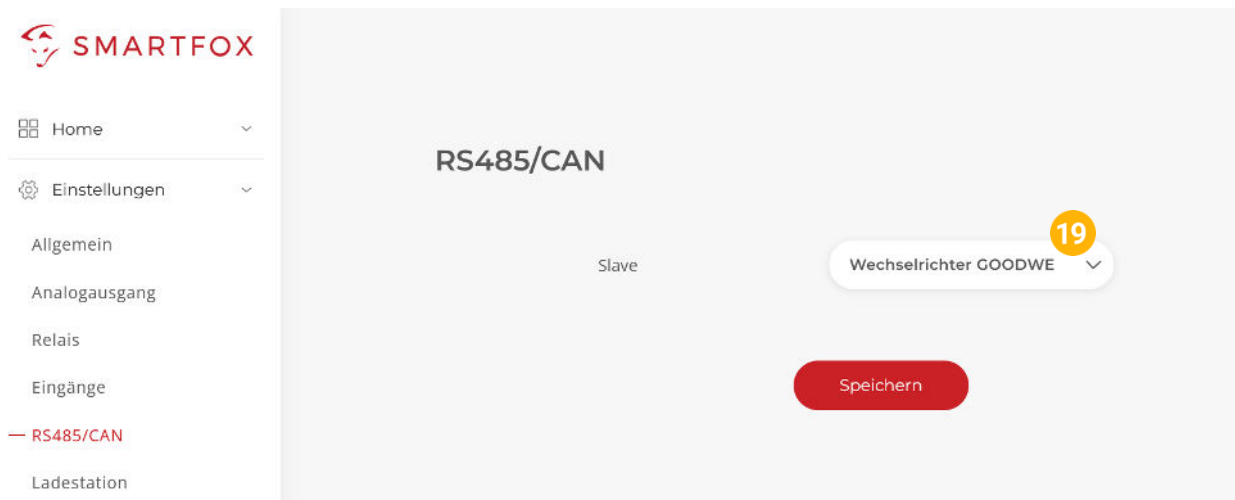 SMARTFOX
Home
Einstellungen
Allgemein
Analogausgang
Relais
Eingänge
RS485/CAN
Ladestation
RS485/CAN
19
Slave
Wechselrichter GOODWE
Speichern